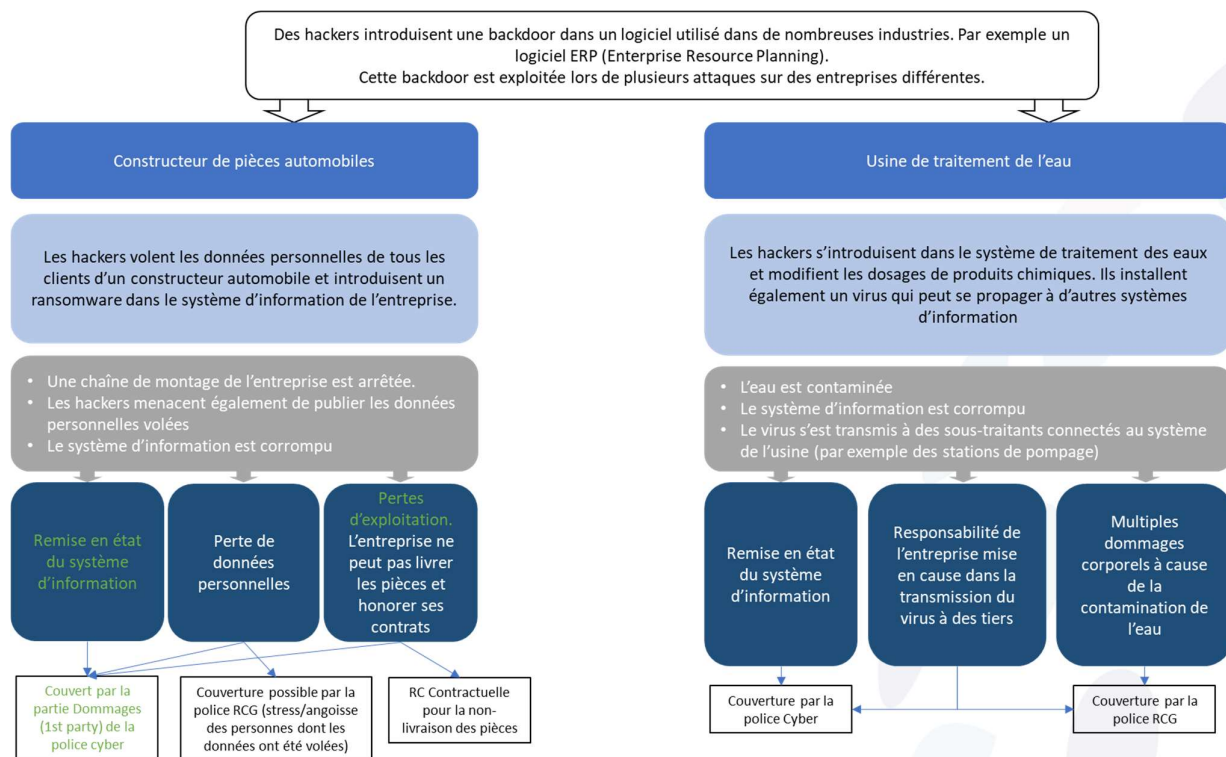 Des hackers introduisent une backdoor dans un logiciel utilisé dans de nombreuses industries. Par exemple un
logiciel ERP (Enterprise Resource Planning).
Cette backdoor est exploitée lors de plusieurs attaques sur des entreprises différentes.
Constructeur de pièces automobiles
Les hackers volent les données personnelles de tous les
clients d'un constructeur automobile et introduisent un
ransomware dans le système d'information de l'entreprise.
• Une chaîne de montage de l'entreprise est arrêtée.
• Les hackers menacent également de publier les données
personnelles volées
• Le système d'information est corrompu
Remise en état
du système
d'information
Perte de
données
personnelles
Pertes
d'exploitation.
L'entreprise ne
peut pas livrer
les pièces et
honorer ses
contrats
Couvert par la
partie Dommages
(1st party) de la
police cyber
Couverture possible par la
police RCG (stress/angoisse
des personnes dont les
données ont été volées)
RC Contractuelle
pour la non-
livraison des pièces
Usine de traitement de l'eau
Les hackers s'introduisent dans le système de traitement des eaux
et modifient les dosages de produits chimiques. Ils installent
également un virus qui peut se propager à d'autres systèmes
d'information
• L'eau est contaminée
• Le système d'information est corrompu
• Le virus s'est transmis à des sous-traitants connectés au système
de l'usine (par exemple des stations de pompage)
Remise en état
du système
d'information
Responsabilité de
l'entreprise mise
en cause dans la
transmission du
virus à des tiers
Multiples
dommages
corporels à cause
de la
contamination de
l'eau
Couverture par la
police Cyber
Couverture par la
police RCG